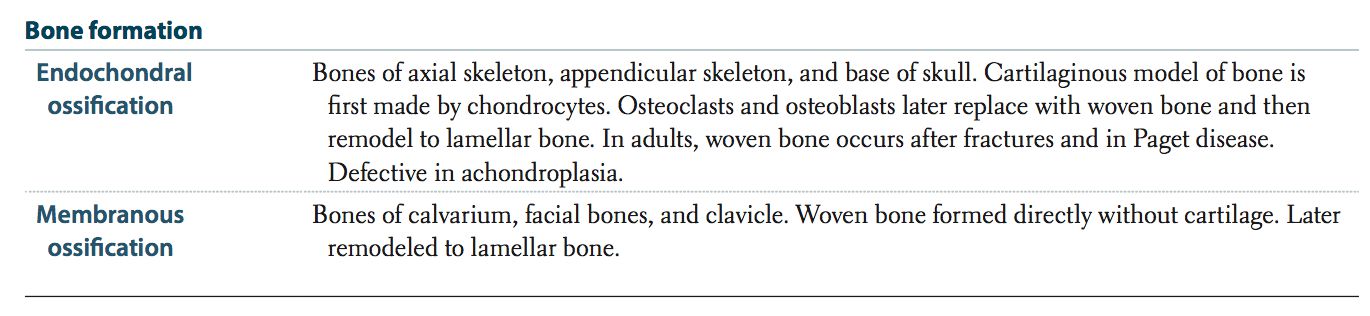 Bone formation
Endochondral
ossification
Bones of axial skeleton, appendicular skeleton, and base of skull. Cartilaginous model of bone is
first made by chondrocytes. Osteoclasts and osteoblasts later replace with woven bone and then
remodel to lamellar bone. In adults, woven bone occurs after fractures and in Paget disease.
Defective in achondroplasia.
Membranous
ossification
Bones of calvarium, facial bones, and clavicle. Woven bone formed directly without cartilage. Later
remodeled to lamellar bone.